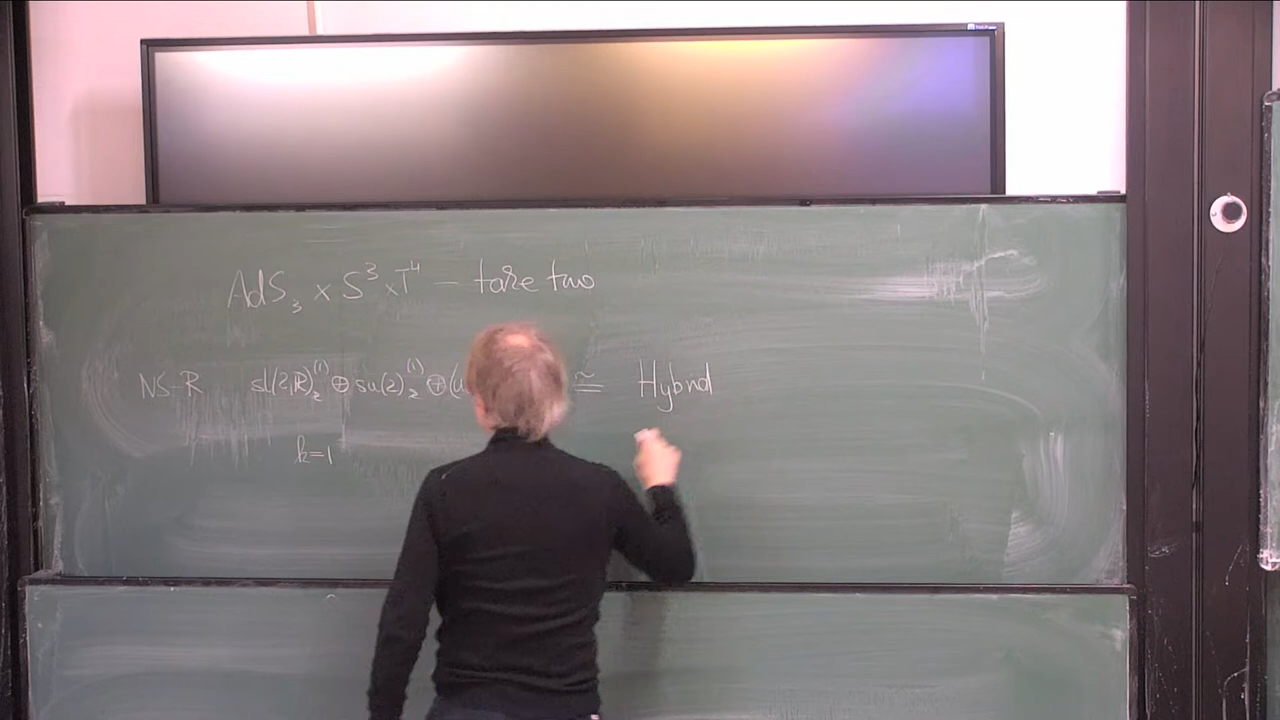 AdS₃ × S³ × T⁴ – take two
NS-R sl(2,ℝ)₂⁽¹⁾ ⊕ su(2)₂⁽¹⁾ ⊕ (u ≅ Hybrid
k=1